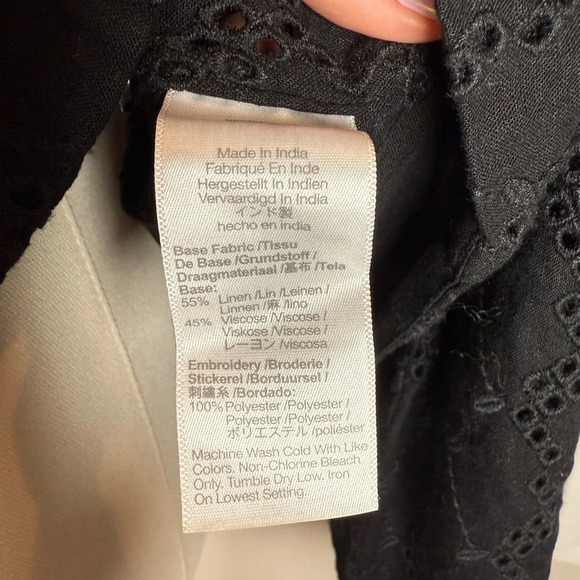 Made In India
Fabriqué En Inde
Hergestellt In Indien
Vervaardigd In India
インド製
hecho en india
Base Fabric /Tissu
De Base /Grundstoff /
Draagmateriaal /基布 /Tela
Base:
55% Linen /Lin /Leinen /
Linnen /麻 /lino
45% Viscose /Viscose /
Viskose /Viscose /
レーヨン /viscosa
Embroidery /Broderie /
Stickerei /Borduursel /
刺繍糸 /Bordado:
100% Polyester /Polyester /
Polyester /Polyester /
ポリエステル /poliéster
Machine Wash Cold With Like
Colors. Non-Chlorine Bleach
Only. Tumble Dry Low. Iron
On Lowest Setting.